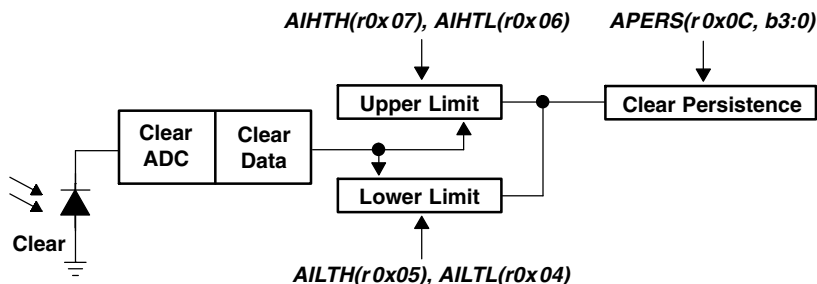 AIHTH(r0x07), AIHTL(r0x06)
APERS(r0x0C, b3:0)
Upper Limit
Clear Persistence
Clear
ADC
Clear
Data
Lower Limit
Clear
AILTH(r0x05), AILTL(r0x04)